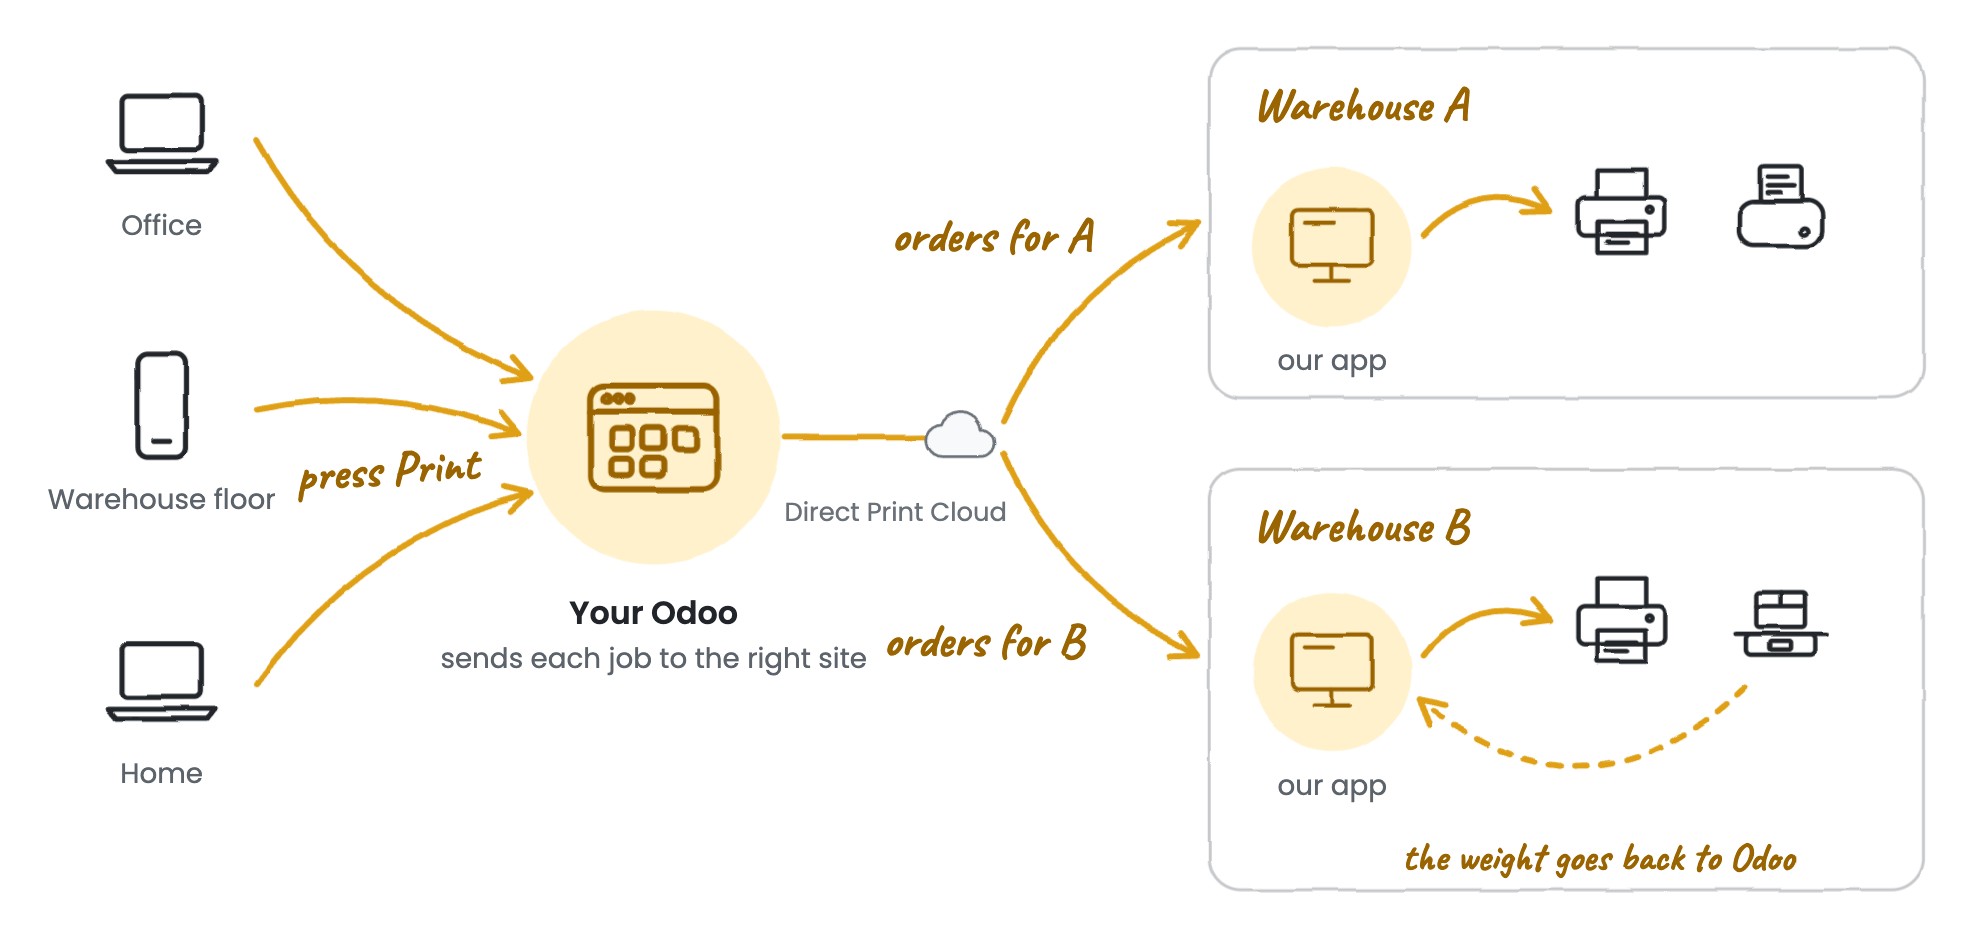 Office
Warehouse floor
press Print
Home
Your Odoo
sends each job to the right site
Direct Print Cloud
orders for A
orders for B
Warehouse A
our app
Warehouse B
our app
the weight goes back to Odoo